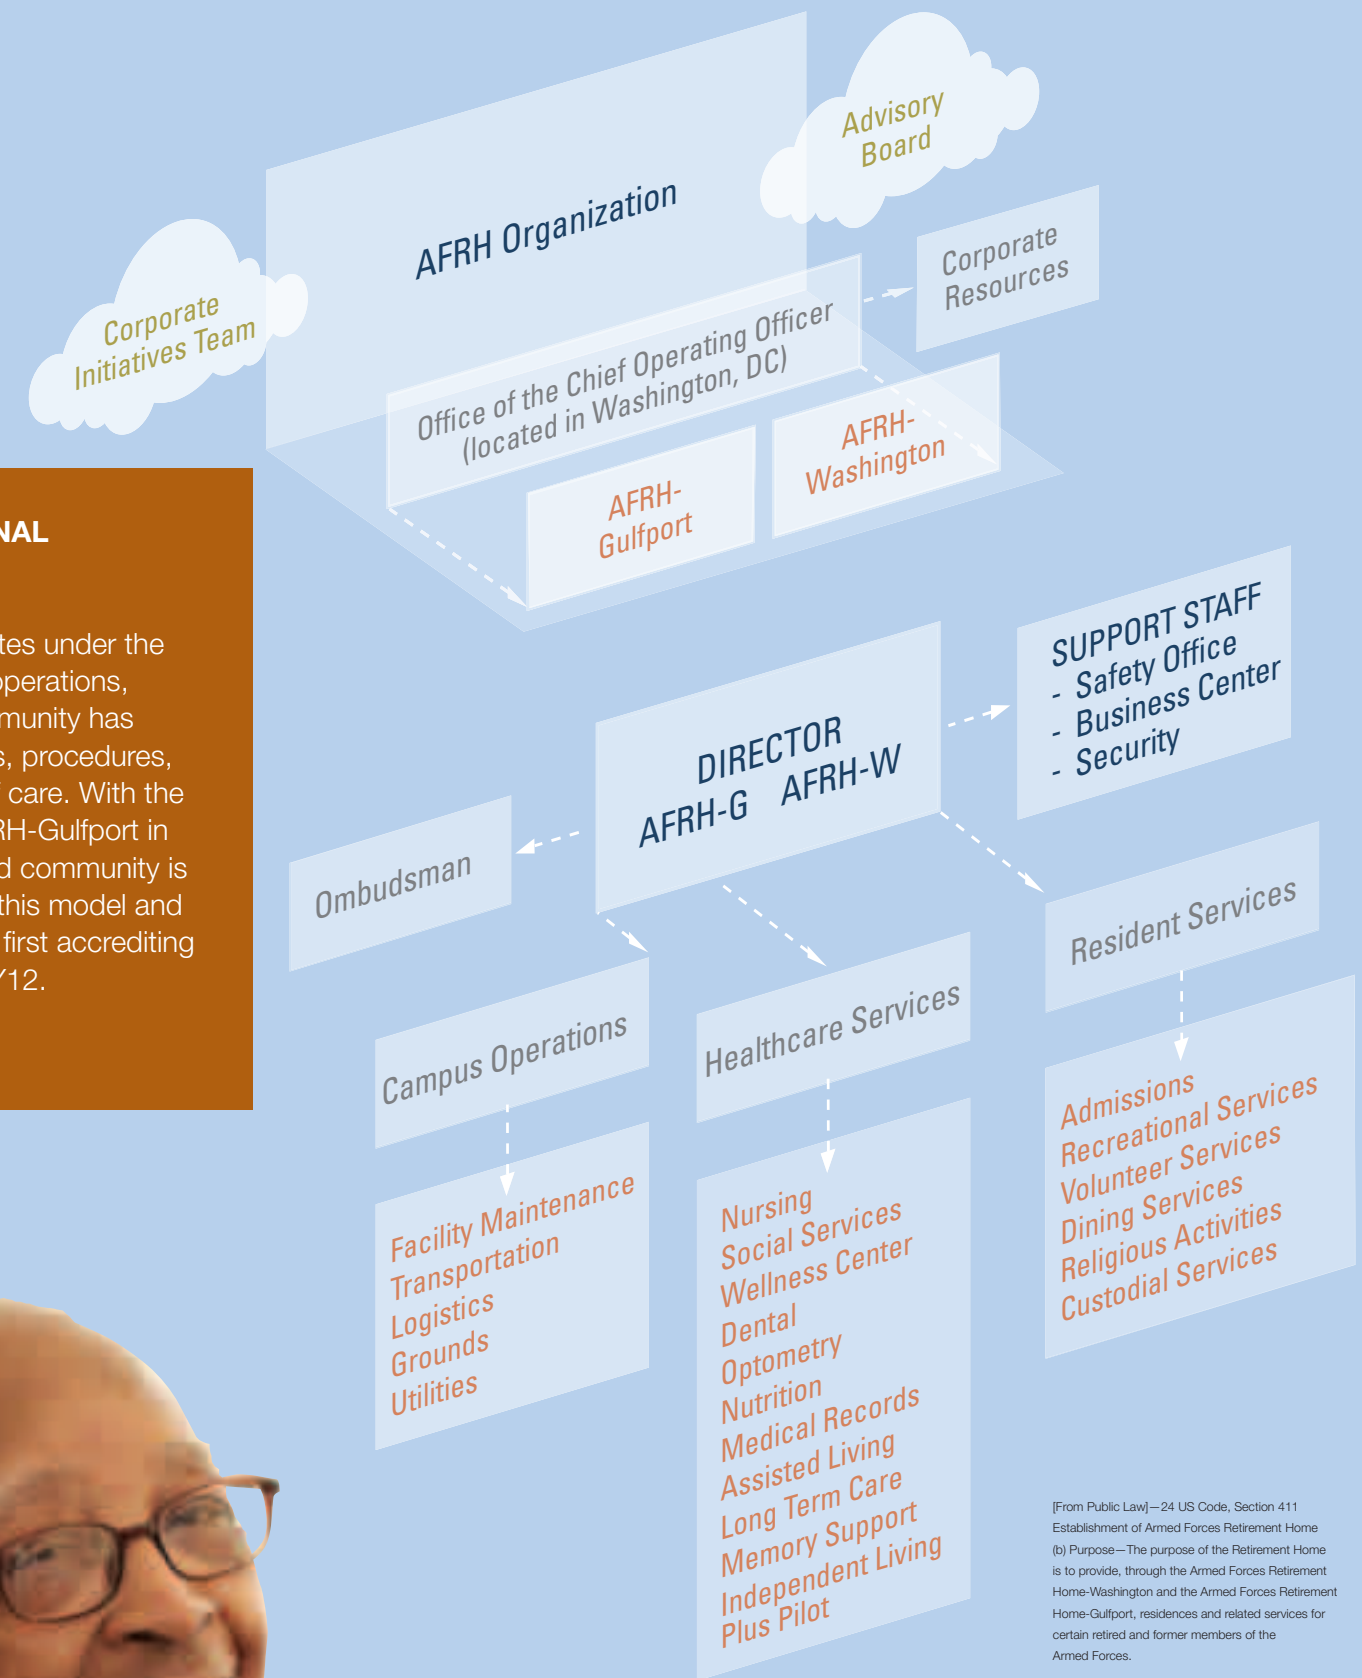 Advisory
Board
AFRH Organization
Corporate
Resources
Corporate
Initiatives Team
Office of the Chief Operating Officer
(located in Washington, DC)
AFRH-
Washington
AFRH-
Gulfport
NAL
tes under the
operations,
munity has
s, procedures,
care. With the
RH-Gulfport in
d community is
this model and
first accrediting
Y12.
SUPPORT STAFF
- Safety Office
- Business Center
- Security
DIRECTOR
AFRH-G AFRH-W
Ombudsman
Resident Services
Healthcare Services
Campus Operations
Admissions
Recreational Services
Volunteer Services
Dining Services
Religious Activities
Custodial Services
Facility Maintenance
Transportation
Logistics
Grounds
Utilities
Nursing
Social Services
Wellness Center
Dental
Optometry
Nutrition
Medical Records
Assisted Living
Long Term Care
Memory Support
Independent Living
Plus Pilot
[From Public Law]—24 US Code, Section 411
Establishment of Armed Forces Retirement Home
(b) Purpose—The purpose of the Retirement Home
is to provide, through the Armed Forces Retirement
Home-Washington and the Armed Forces Retirement
Home-Gulfport, residences and related services for
certain retired and former members of the
Armed Forces.